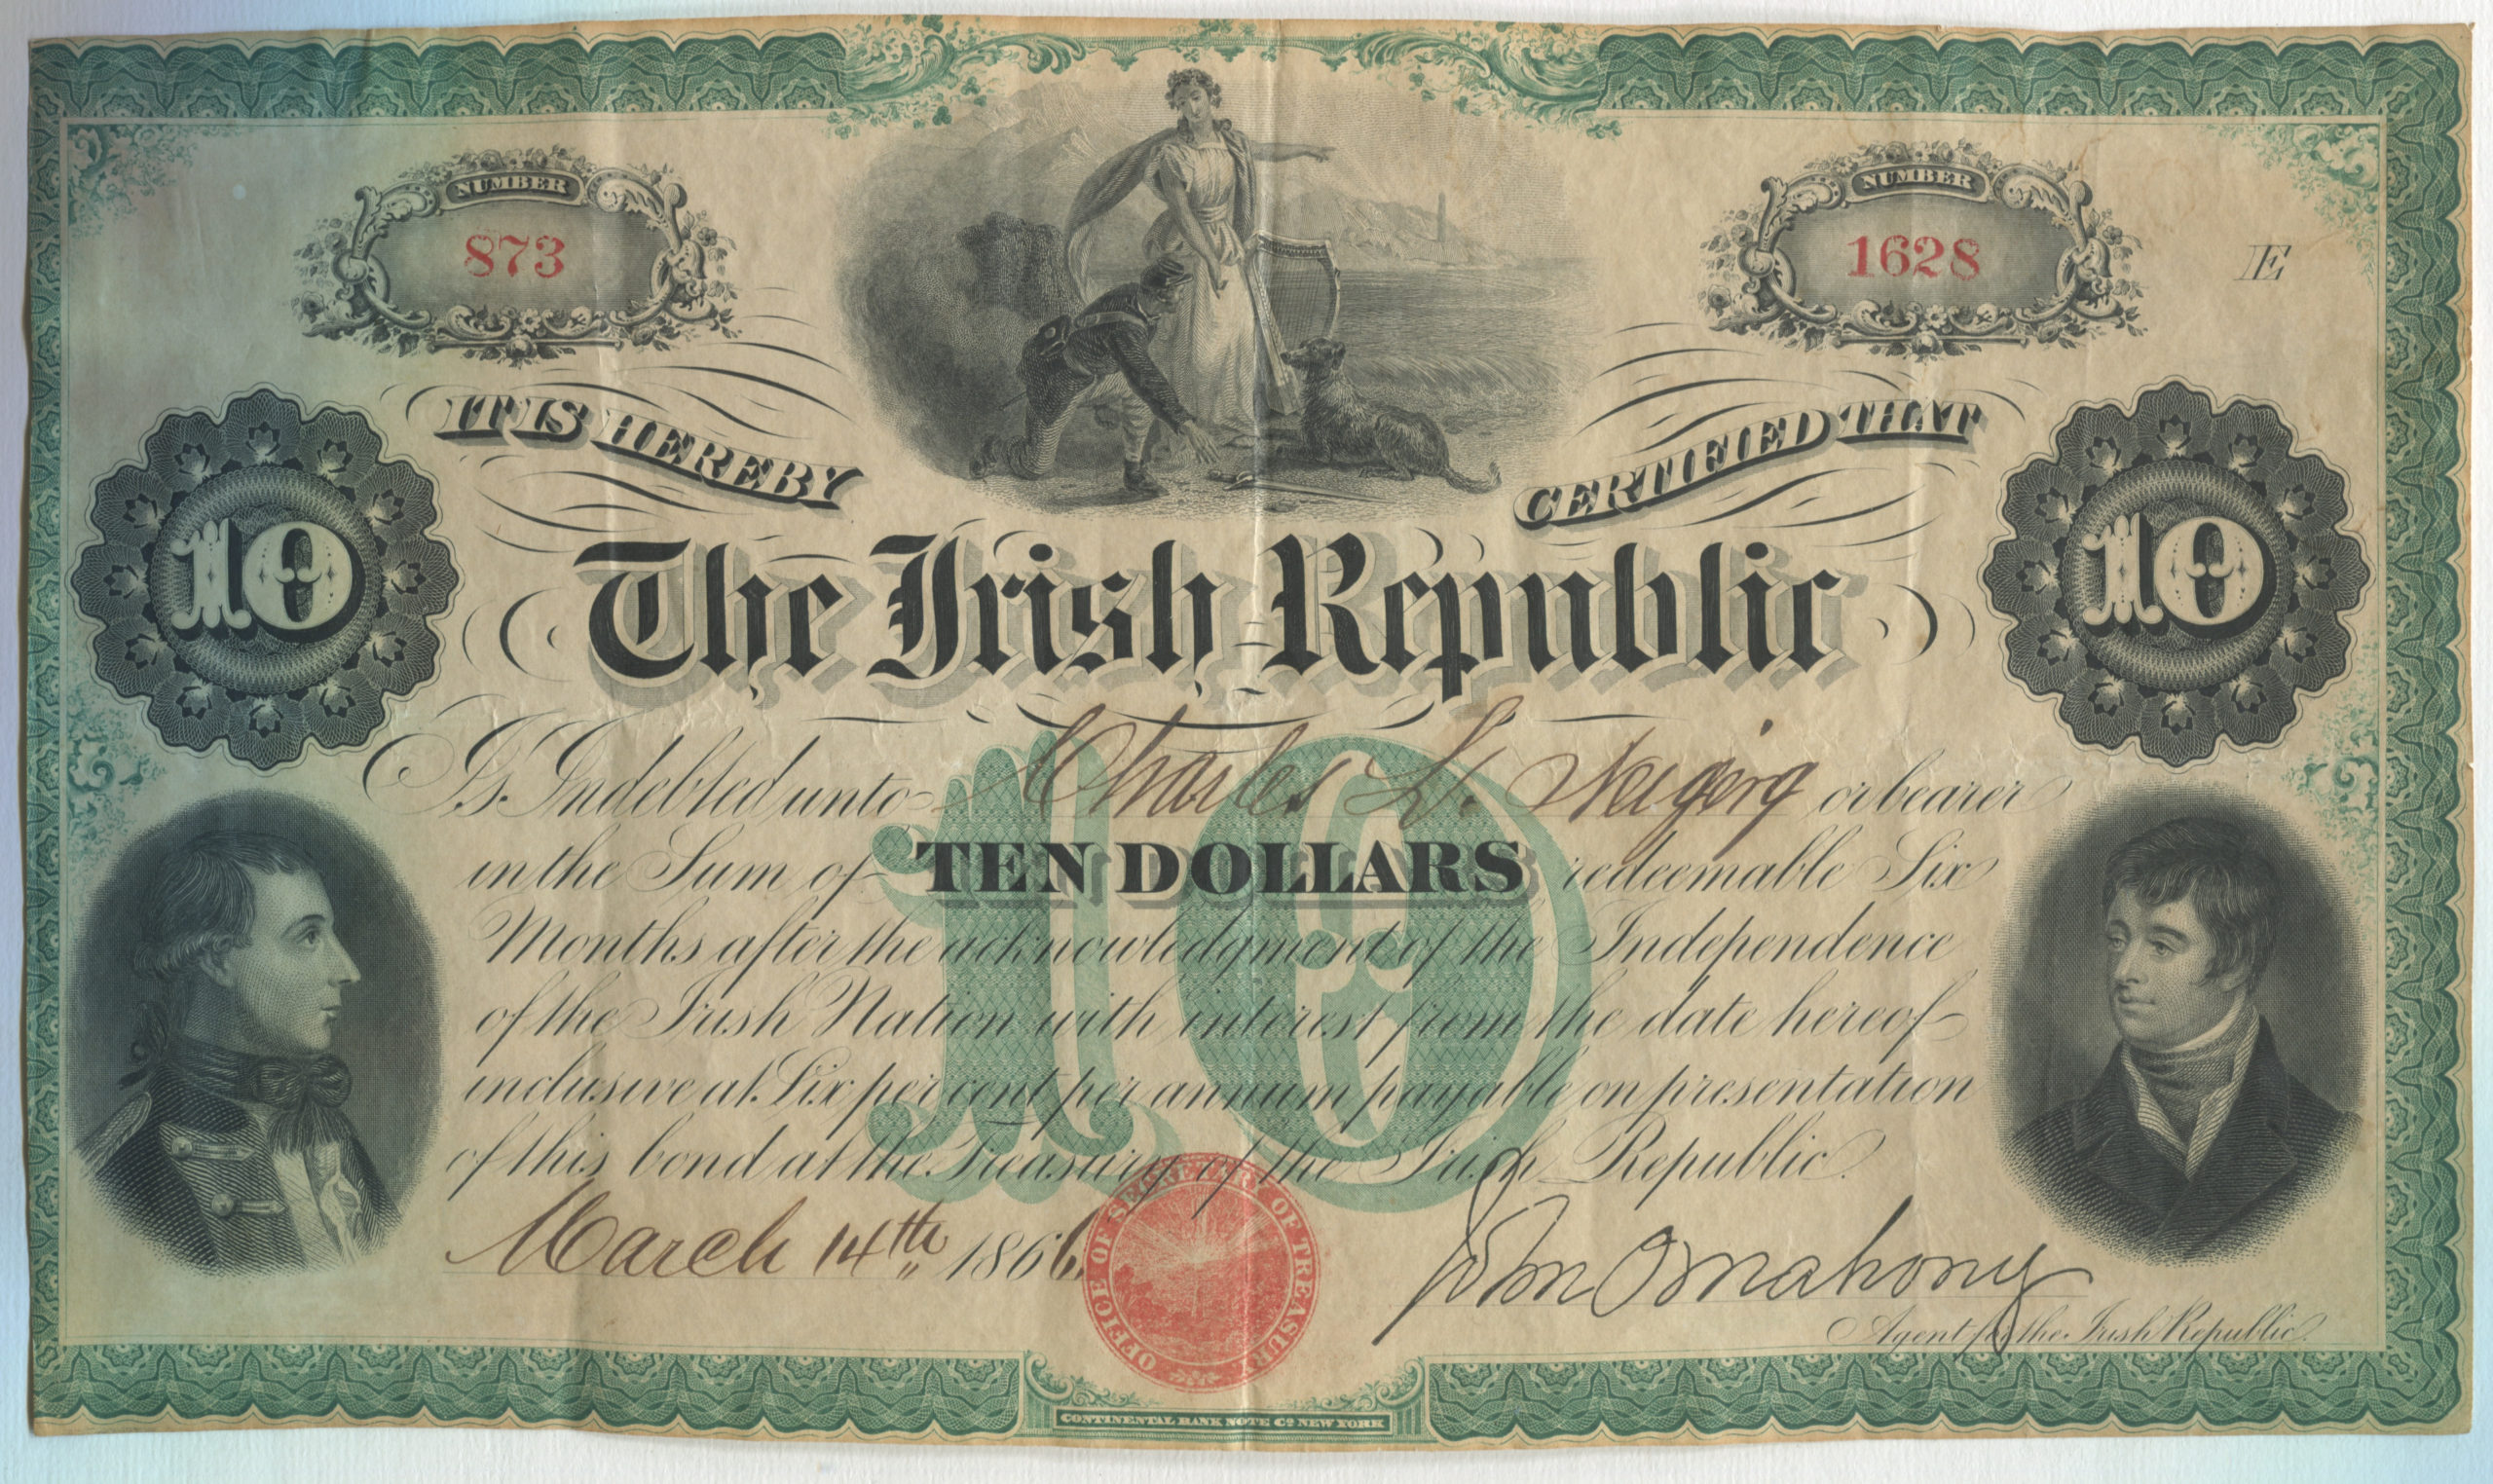 NUMBER
873
NUMBER
1628
E
IT IS HEREBY CERTIFIED THAT
10
10
The Irish Republic
Is Indebted unto Charles L. or bearer
in the Sum of TEN DOLLARS redeemable Six
Months after the acknowledgment of the Independence
of the Irish Nation with interest from the date hereof
inclusive at Six per cent per annum payable on presentation
of this bond at the Treasury of the Irish Republic.
10
March 14th 1866
OFFICE OF SECRETARY OF TREASURY
John O'Mahony
Agent for the Irish Republic.
CONTINENTAL BANK NOTE CO NEW YORK